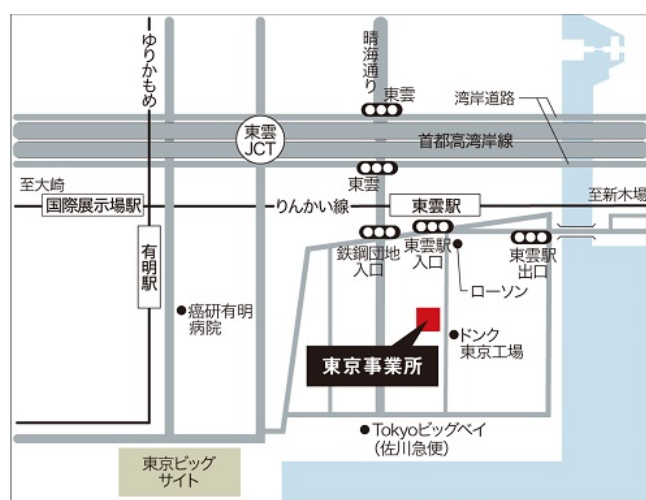 ゆりかもめ
晴海通り
東雲
湾岸道路
東雲
JCT
首都高湾岸線
東雲
至大崎
国際展示場駅
りんかい線
東雲駅
至新木場
有明駅
鉄鋼団地
入口
東雲駅
入口
東雲駅
出口
ローソン
癌研有明
病院
ドンク
東京工場
東京事業所
Tokyoビッグベイ
(佐川急便)
東京ビッグ
サイト